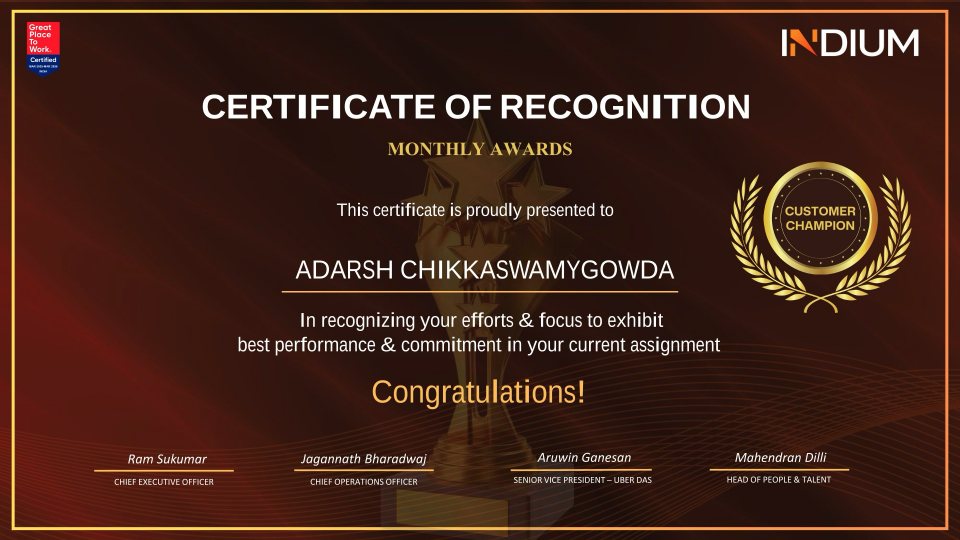 Great
Place
To
Work.
Certified
INDIA
INDIUM
CERTIFICATE OF RECOGNITION
MONTHLY AWARDS
This certificate is proudly presented to
CUSTOMER
CHAMPION
ADARSH CHIKKASWAMYGOWDA
In recognizing your efforts & focus to exhibit
best performance & commitment in your current assignment
Congratulations!
Ram Sukumar
CHIEF EXECUTIVE OFFICER
Jagannath Bharadwaj
CHIEF OPERATIONS OFFICER
Aruwin Ganesan
SENIOR VICE PRESIDENT – UBER DAS
Mahendran Dilli
HEAD OF PEOPLE & TALENT